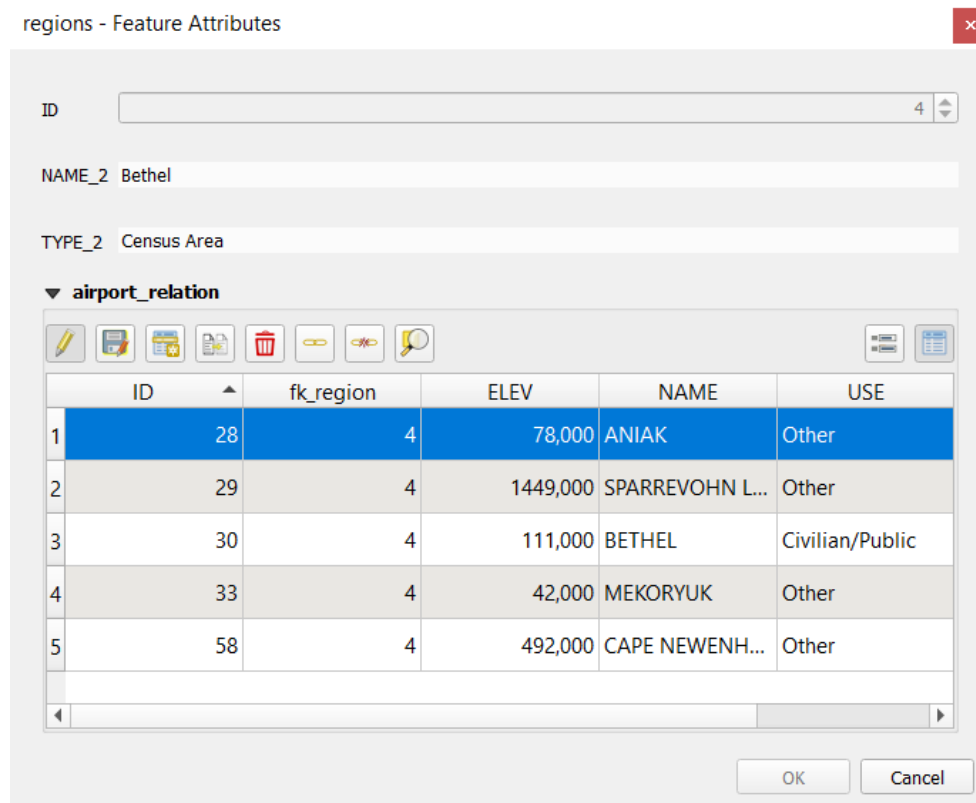 regions - Feature Attributes
ID 4
NAME_2 Bethel
TYPE_2 Census Area
airport_relation
ID fk_region ELEV NAME USE
1 28 4 78,000 ANIAK Other
2 29 4 1449,000 SPARREVOHN L... Other
3 30 4 111,000 BETHEL Civilian/Public
4 33 4 42,000 MEKORYUK Other
5 58 4 492,000 CAPE NEWENH... Other
OK Cancel